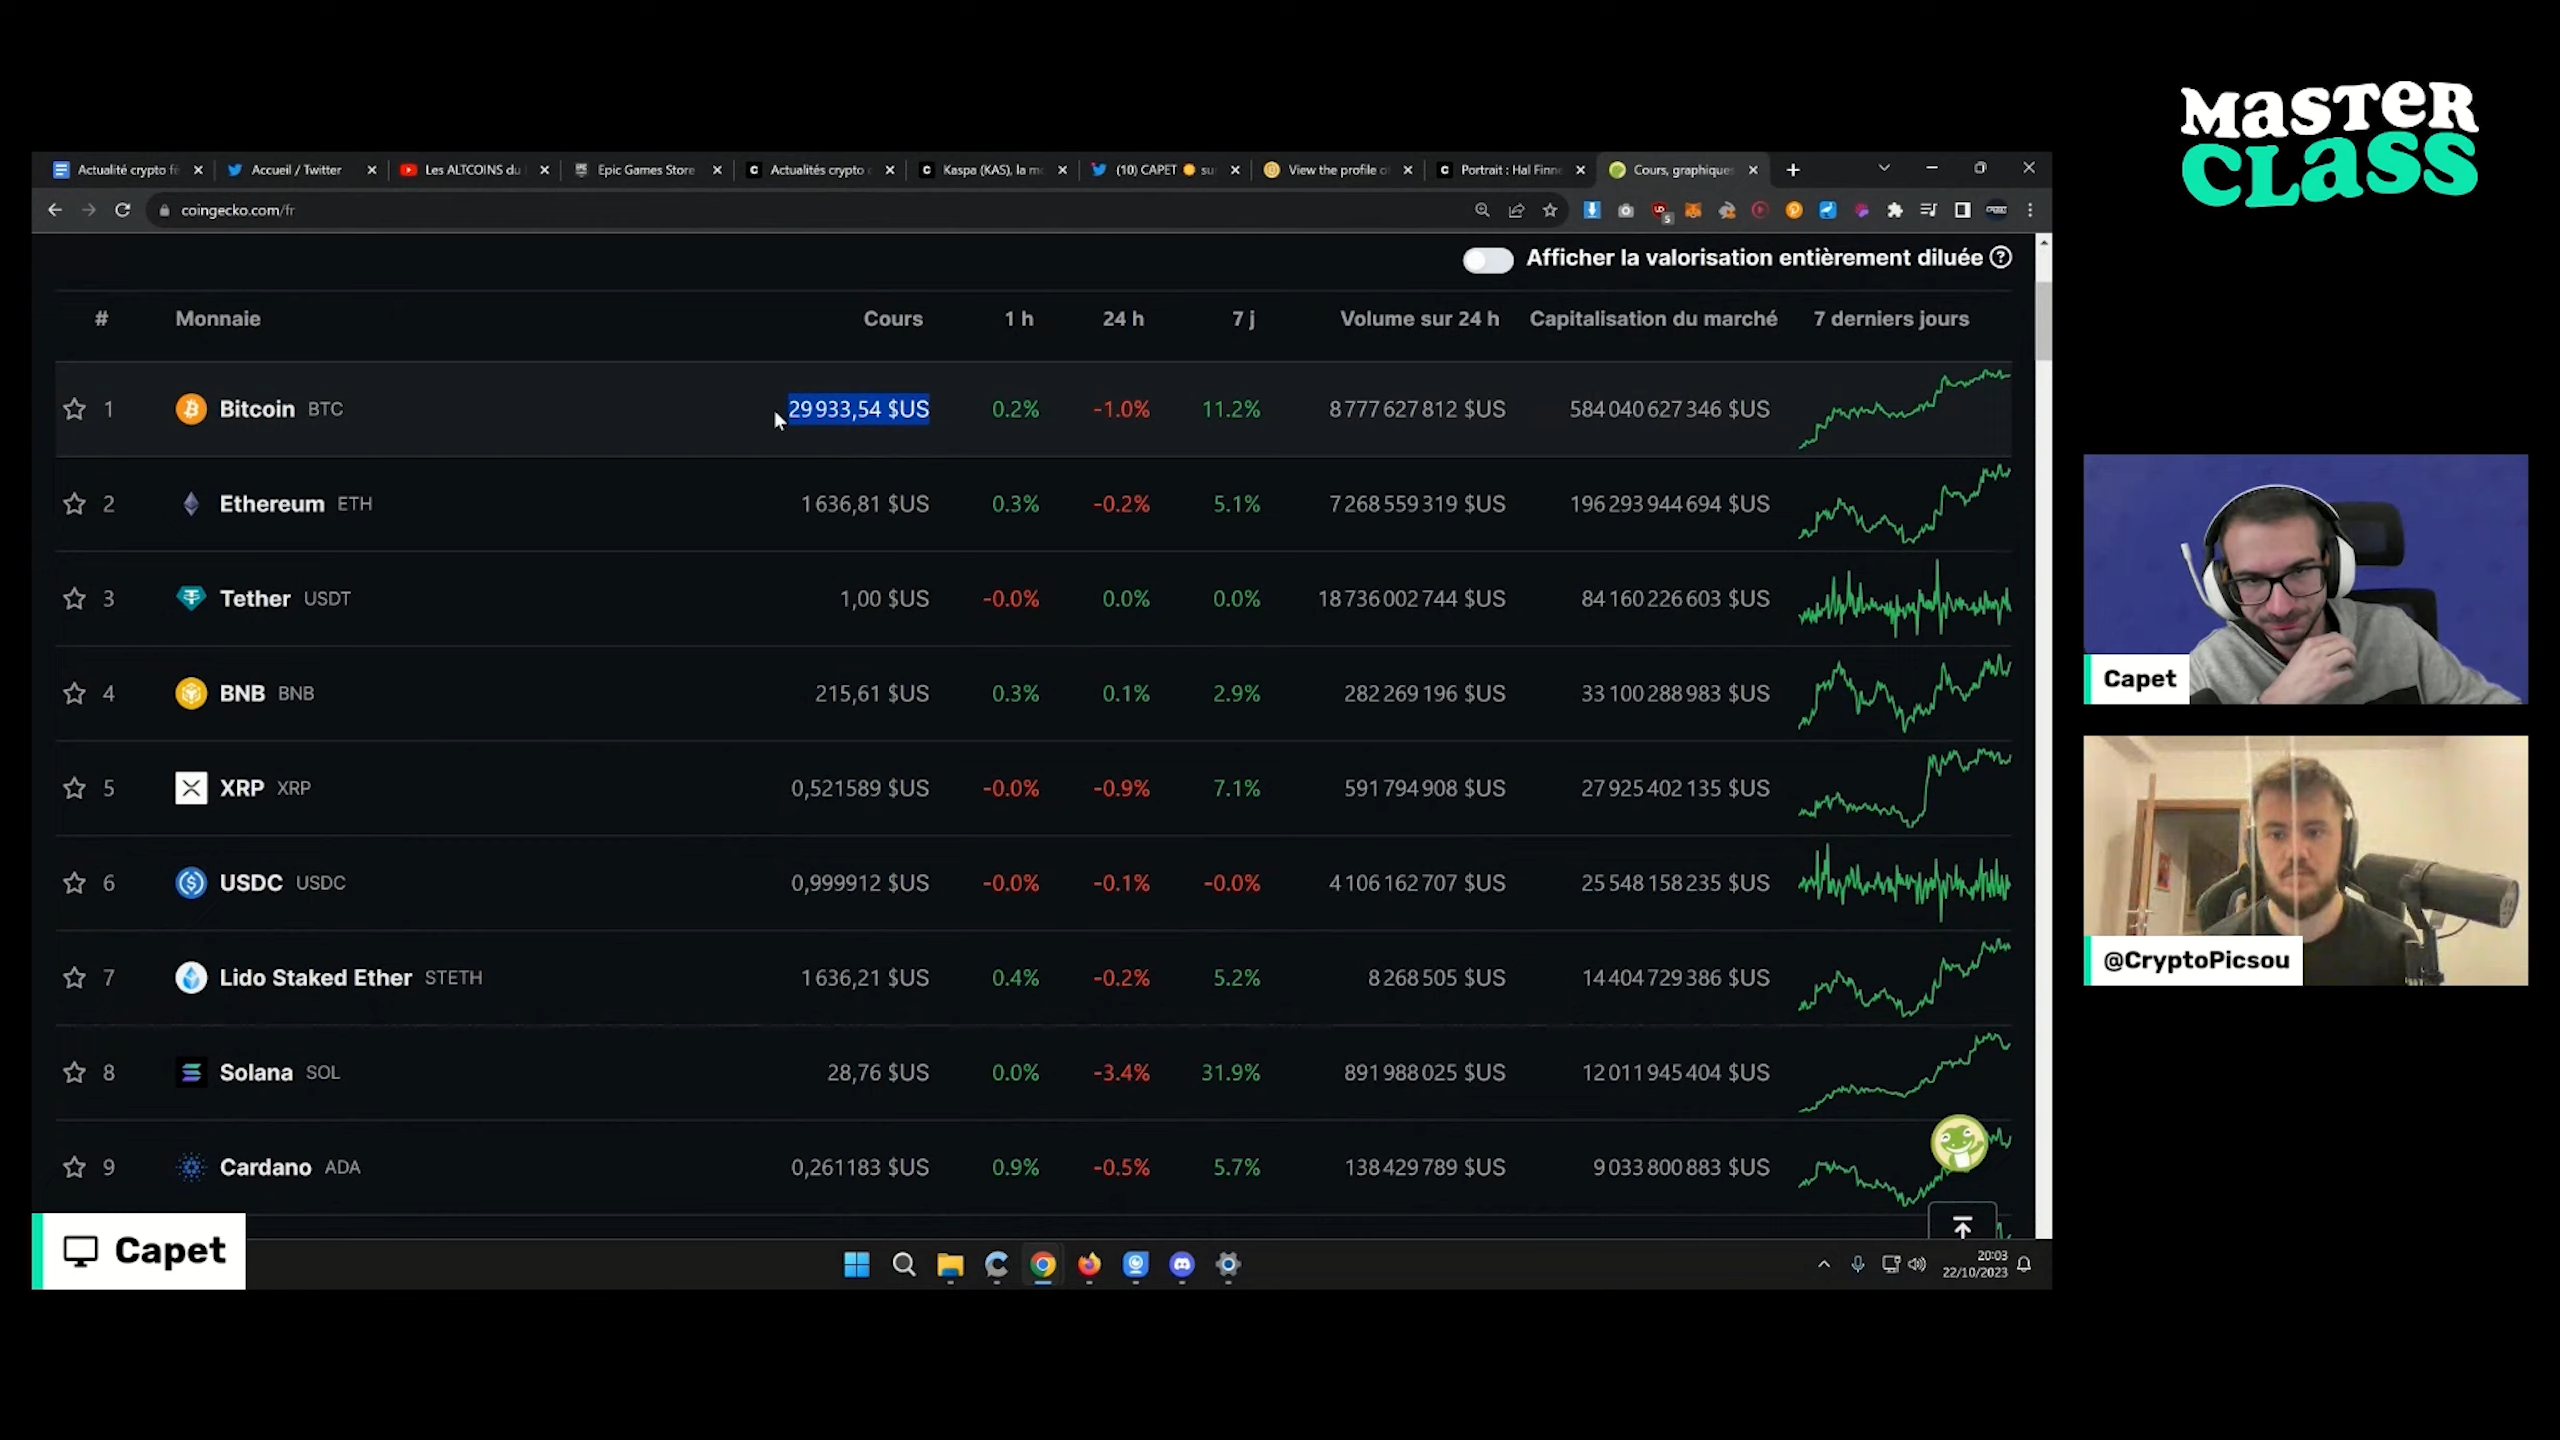 MASTER
CLASS
Actualité crypto fé
Accueil / Twitter
Les ALTCOINS du
Epic Games Store
Actualités crypto
Kaspa (KAS), la mo
(10) CAPET su
View the profile o
Portrait : Hal Finne
Cours, graphiques
coingecko.com/fr
Afficher la valorisation entièrement diluée ?
# Monnaie Cours 1 h 24 h 7 j Volume sur 24 h Capitalisation du marché 7 derniers jours
1 Bitcoin BTC 29 933,54 $US 0.2% -1.0% 11.2% 8 777 627 812 $US 584 040 627 346 $US
2 Ethereum ETH 1 636,81 $US 0.3% -0.2% 5.1% 7 268 559 319 $US 196 293 944 694 $US
3 Tether USDT 1,00 $US -0.0% 0.0% 0.0% 18 736 002 744 $US 84 160 226 603 $US
4 BNB BNB 215,61 $US 0.3% 0.1% 2.9% 282 269 196 $US 33 100 288 983 $US
5 XRP XRP 0,521589 $US -0.0% -0.9% 7.1% 591 794 908 $US 27 925 402 135 $US
6 USDC USDC 0,999912 $US -0.0% -0.1% -0.0% 4 106 162 707 $US 25 548 158 235 $US
7 Lido Staked Ether STETH 1 636,21 $US 0.4% -0.2% 5.2% 8 268 505 $US 14 404 729 386 $US
8 Solana SOL 28,76 $US 0.0% -3.4% 31.9% 891 988 025 $US 12 011 945 404 $US
9 Cardano ADA 0,261183 $US 0.9% -0.5% 5.7% 138 429 789 $US 9 033 800 883 $US
Capet
@CryptoPicsou
Capet
20:03
22/10/2023